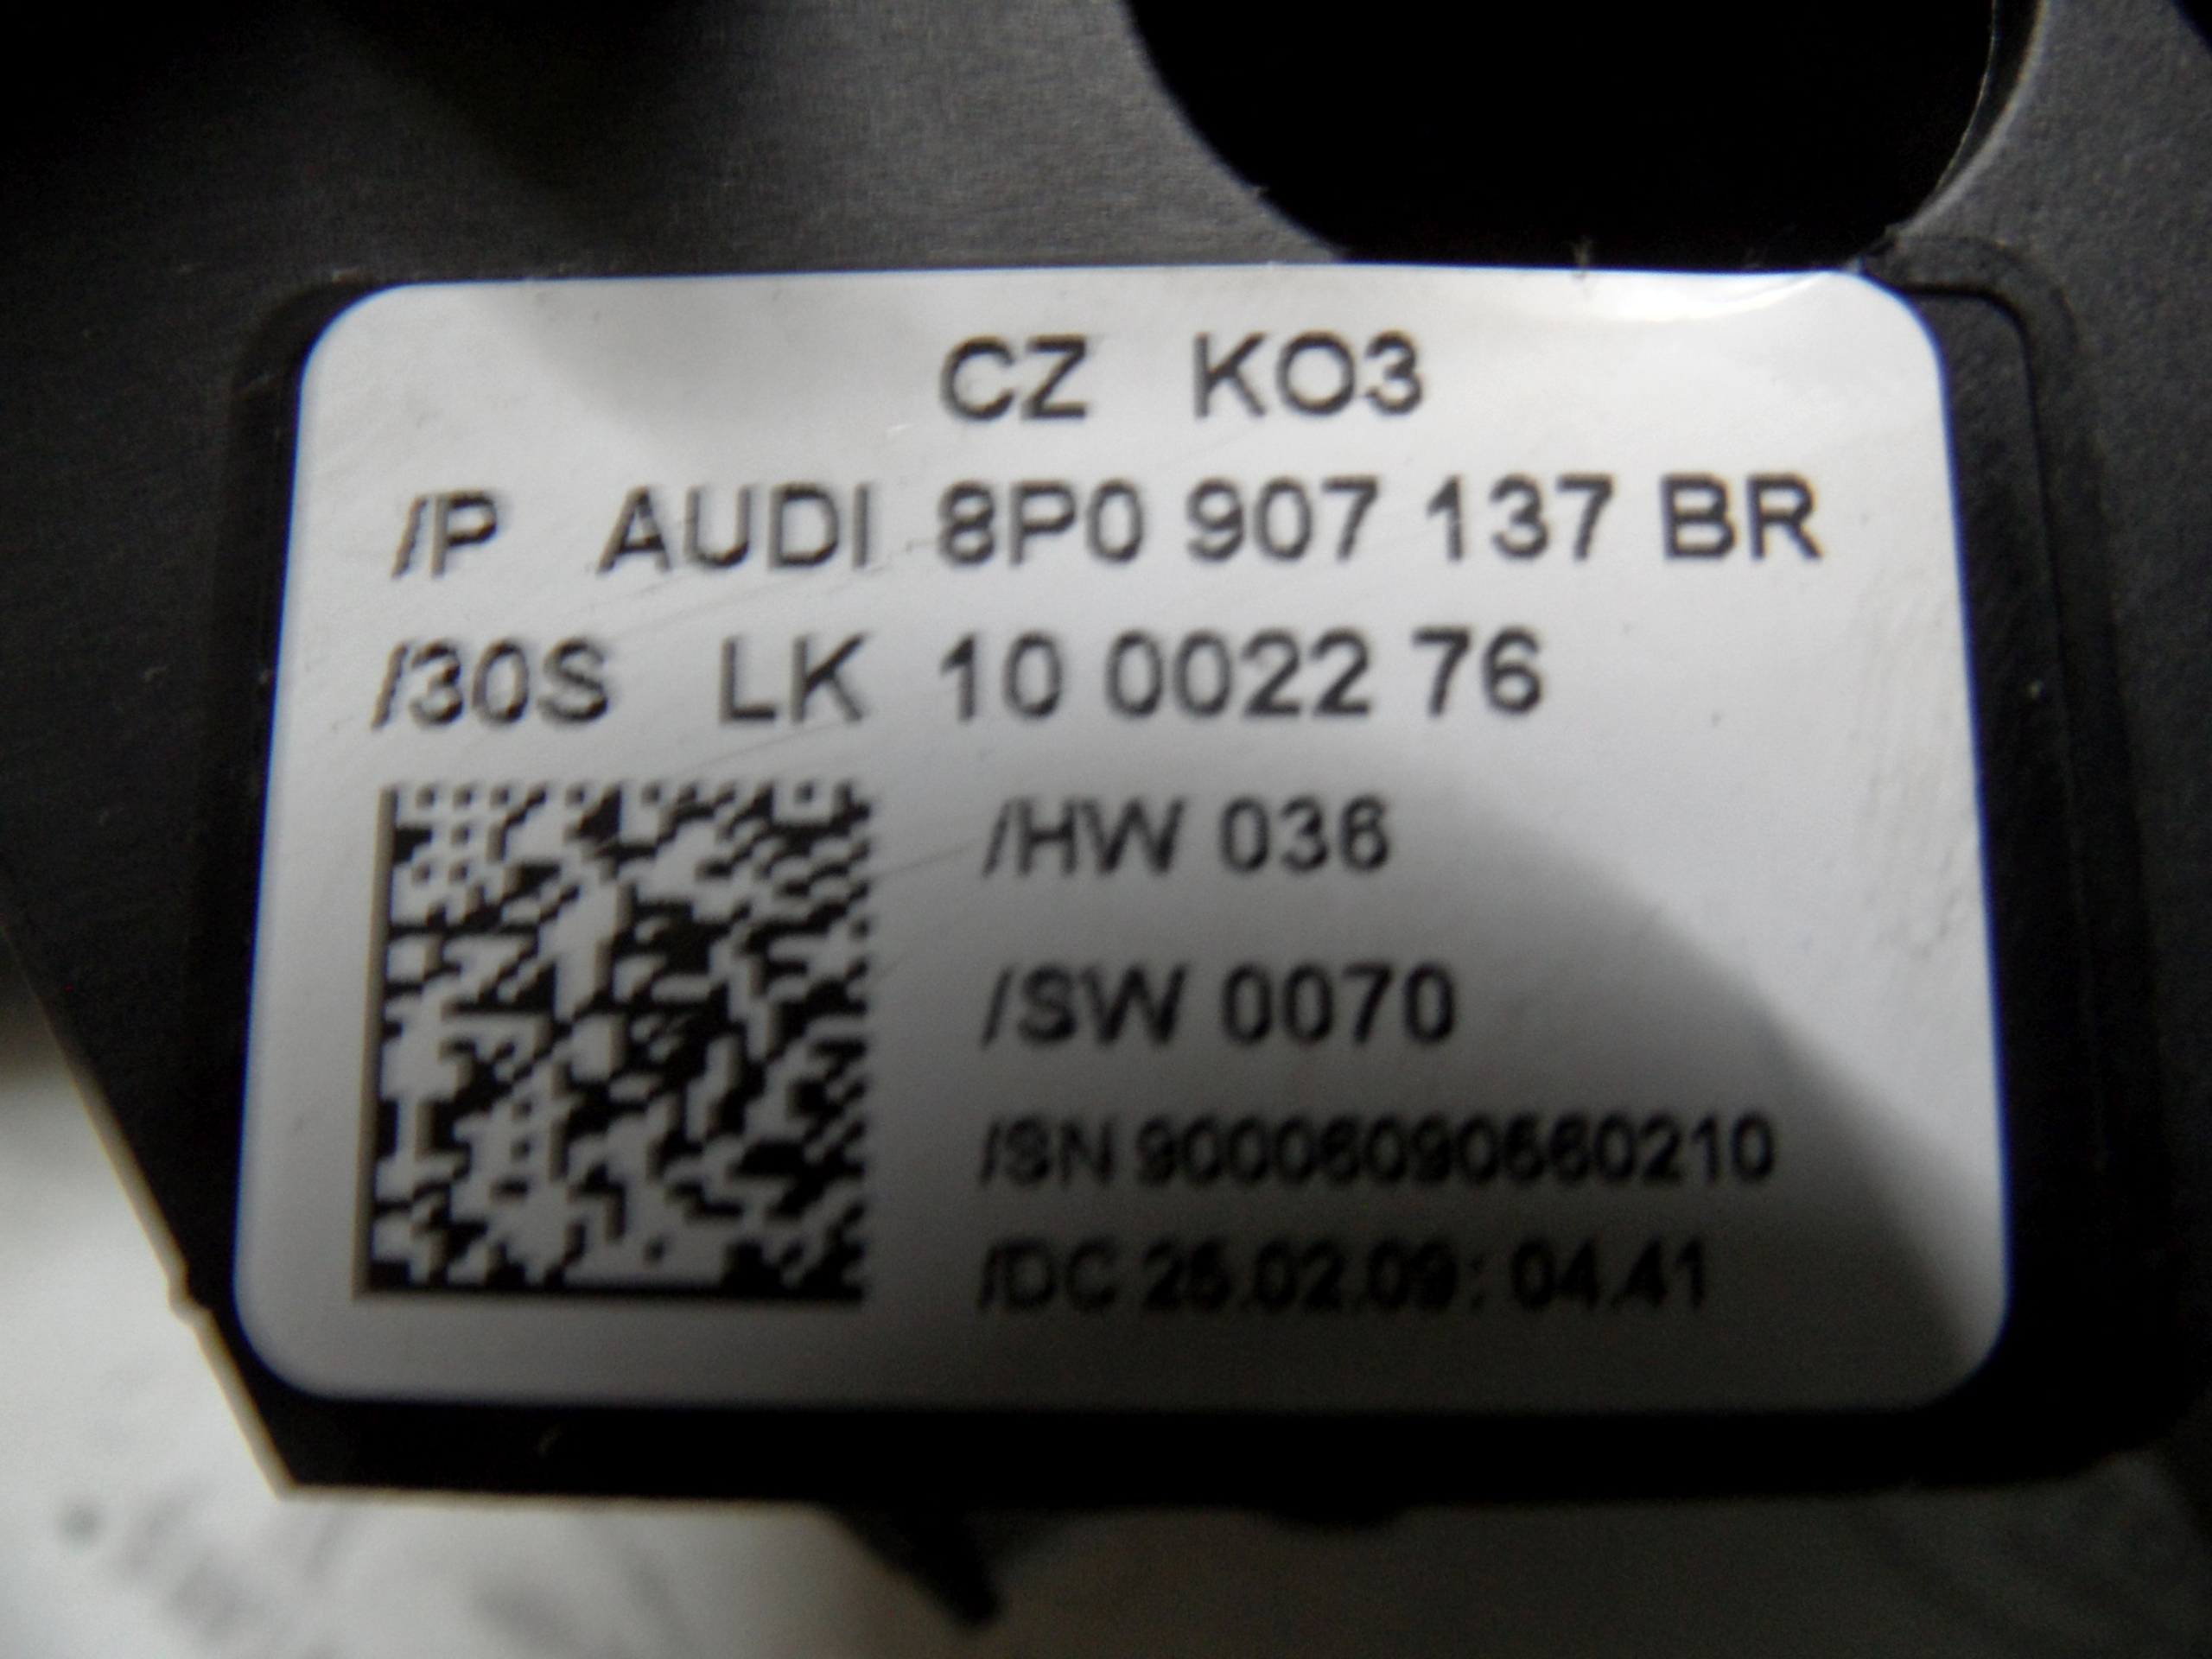 CZ KO3
/P AUDI 8P0 907 137 BR
/30S LK 10 0022 76
/HW 036
/SW 0070
/SN
/DC 25.02.09: 04.41